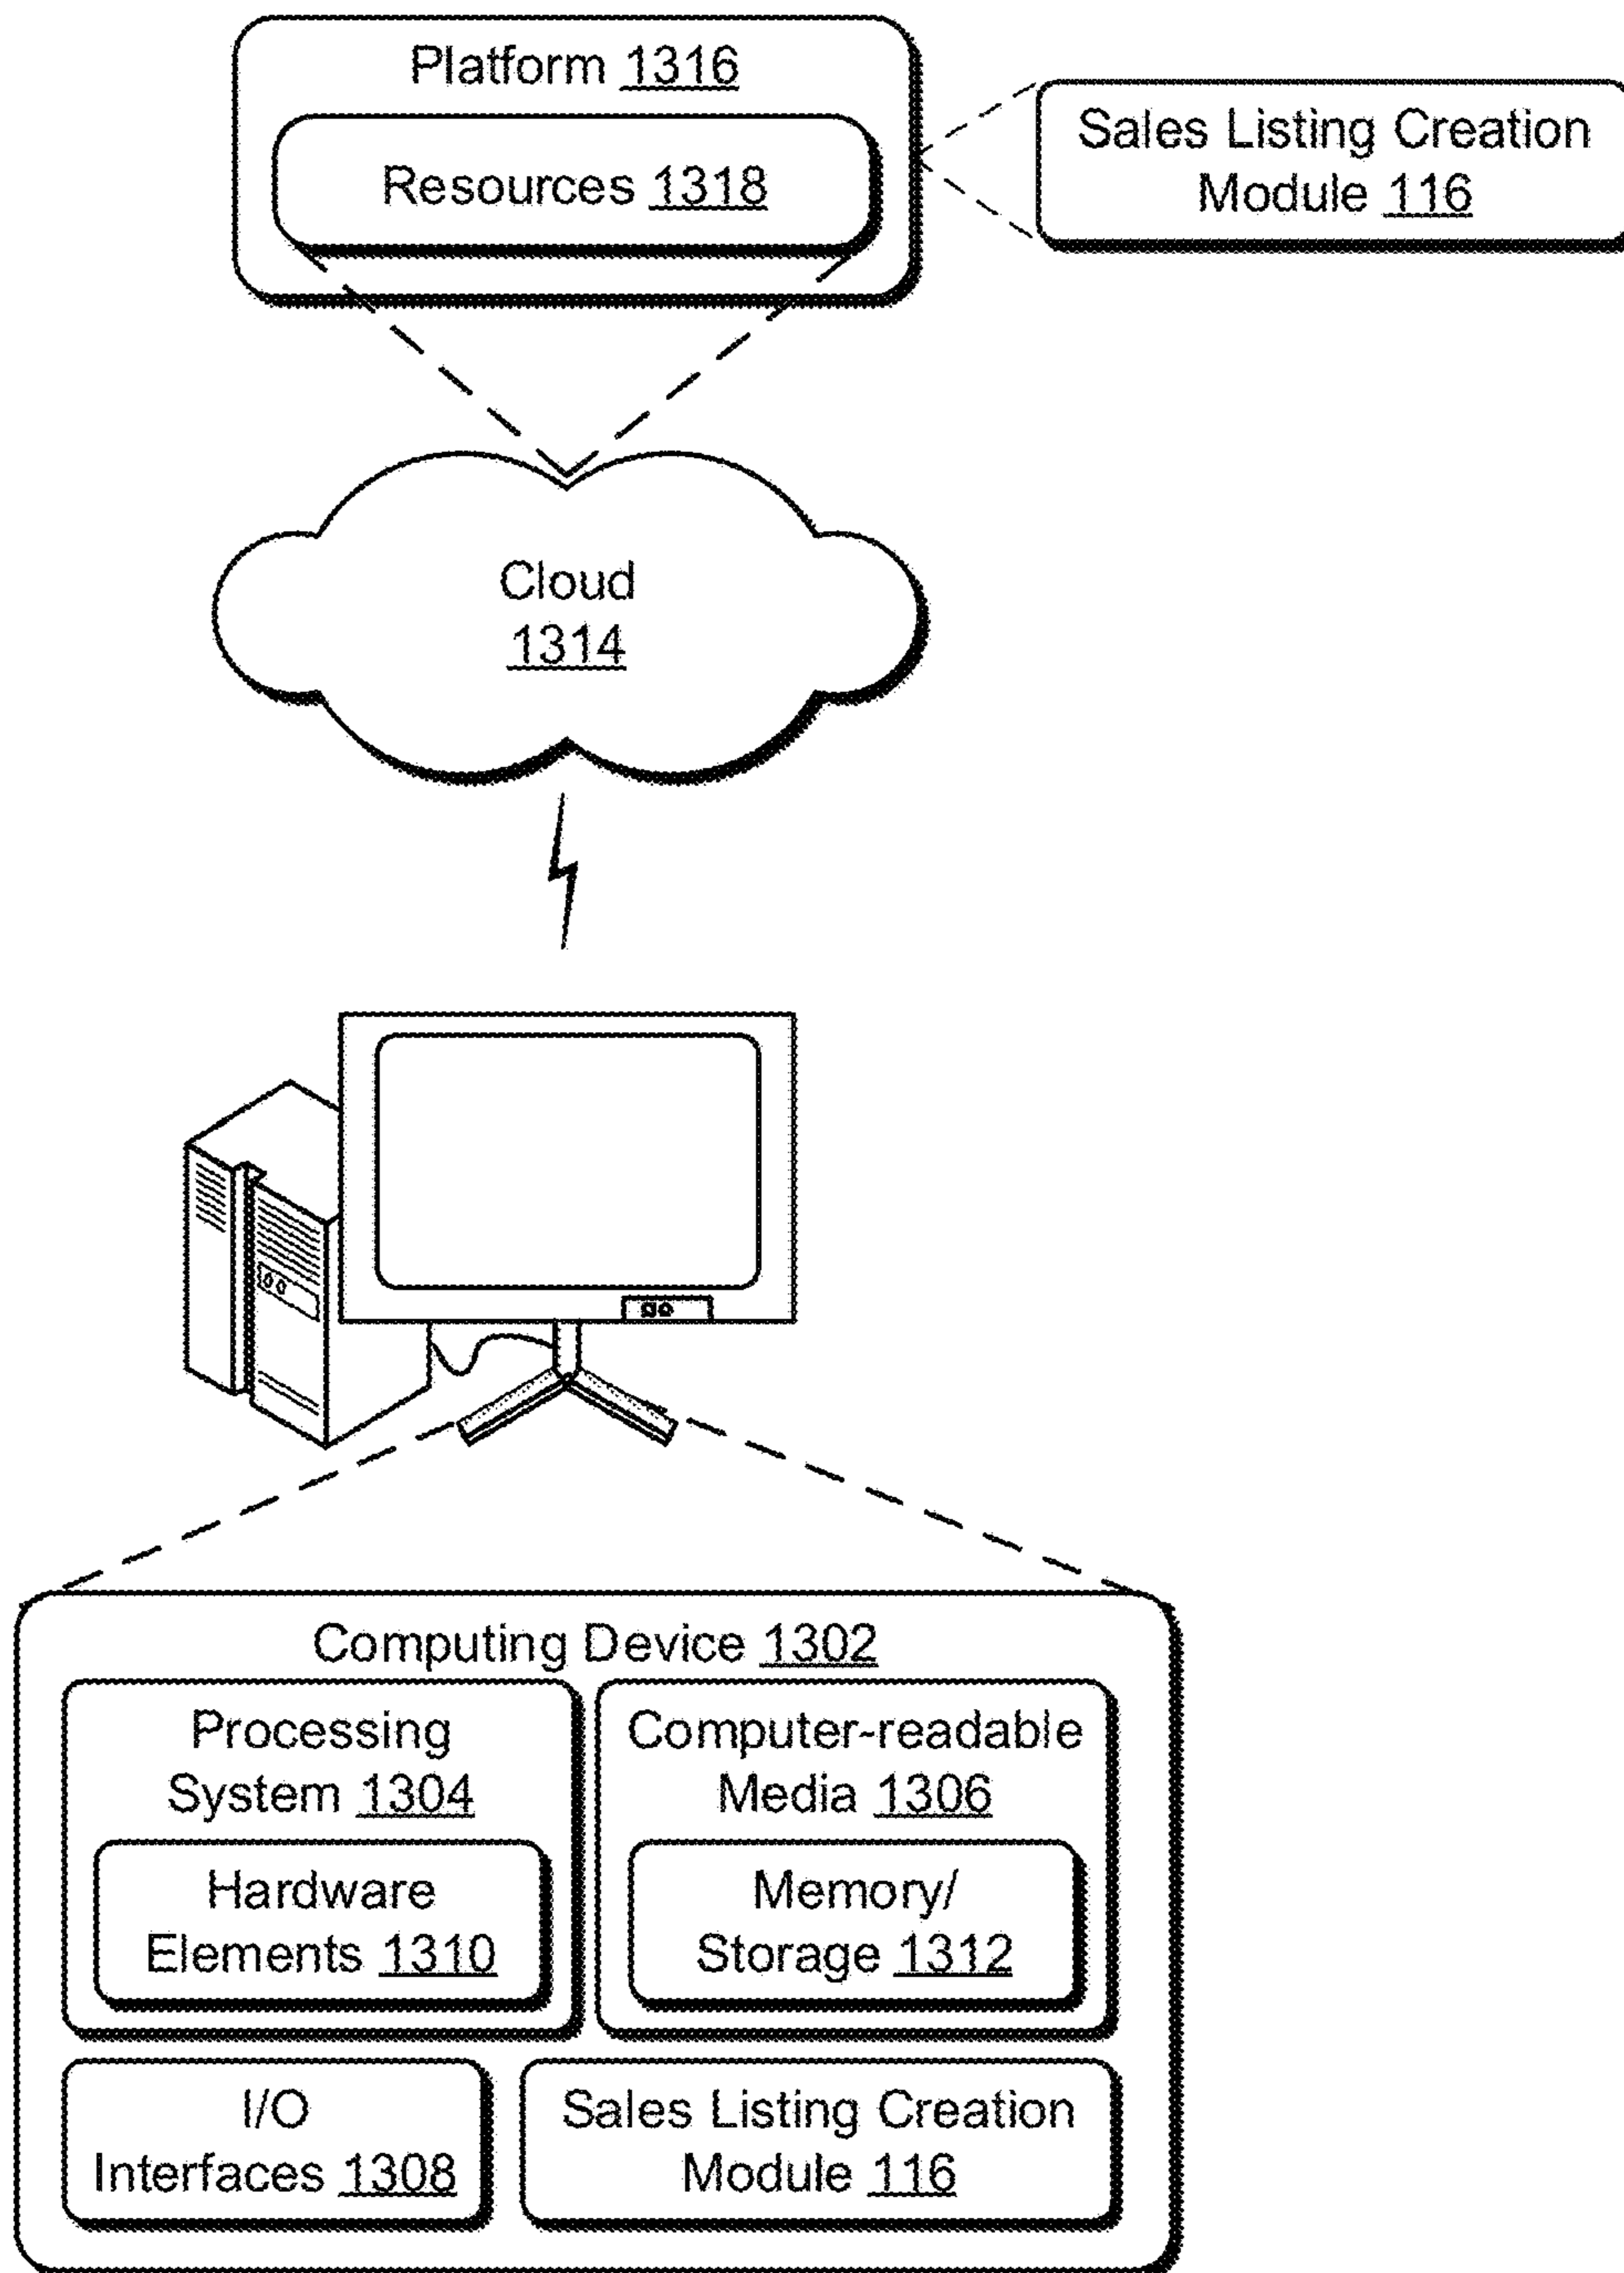 Platform 1316
Resources 1318
Sales Listing Creation
Module 116
Cloud
1314
Computing Device 1302
Processing
System 1304
Hardware
Elements 1310
Computer-readable
Media 1306
Memory/
Storage 1312
I/O
Interfaces 1308
Sales Listing Creation
Module 116